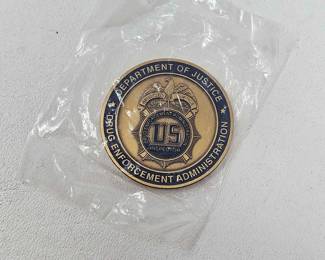 DEPARTMENT OF JUSTICE
DRUG ENFORCEMENT ADMINISTRATION
US